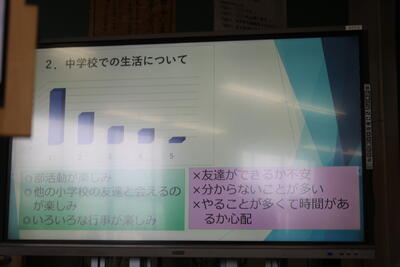 2．中学校での生活について
1 2 3 4 5
○部活動が楽しみ
○他の小学校の友達と会えるの
が楽しみ
○いろいろな行事が楽しみ
×友達ができるか不安
×分からないことが多い
×やることが多くて時間があ
るか心配